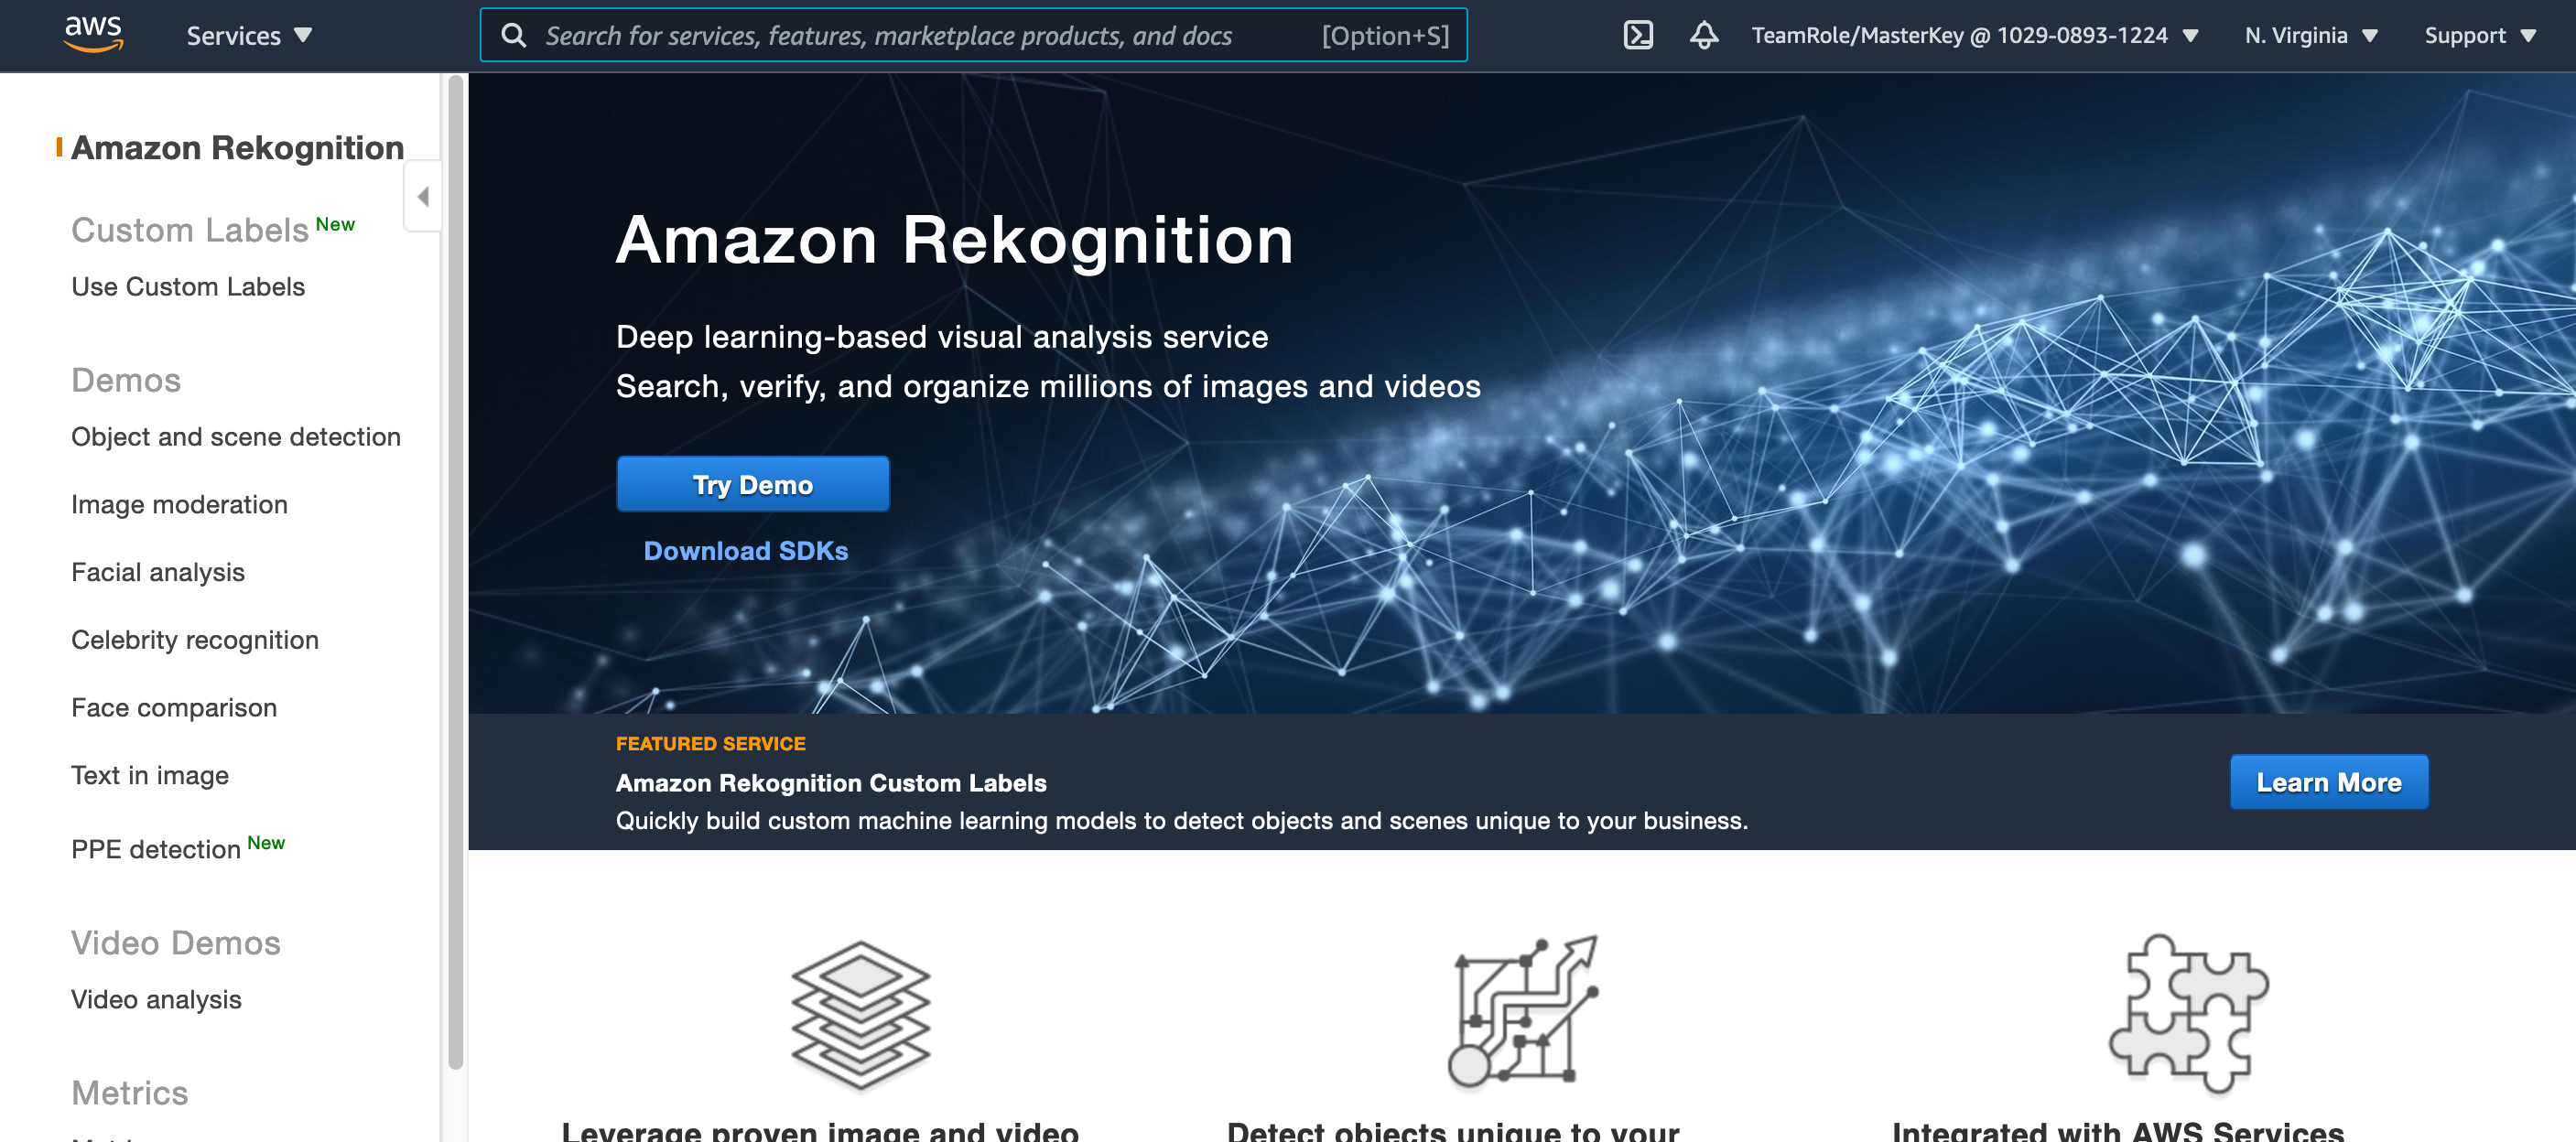 aws
Services
Search for services, features, marketplace products, and docs
[Option+S]
TeamRole/MasterKey @ 1029-0893-1224
N. Virginia
Support
Amazon Rekognition
Custom Labels New
Use Custom Labels
Demos
Object and scene detection
Image moderation
Facial analysis
Celebrity recognition
Face comparison
Text in image
PPE detection New
Video Demos
Video analysis
Metrics
Amazon Rekognition
Deep learning-based visual analysis service
Search, verify, and organize millions of images and videos
Try Demo
Download SDKs
FEATURED SERVICE
Amazon Rekognition Custom Labels
Quickly build custom machine learning models to detect objects and scenes unique to your business.
Learn More
Leverage proven image and video
Detect objects unique to your
Integrated with AWS Services